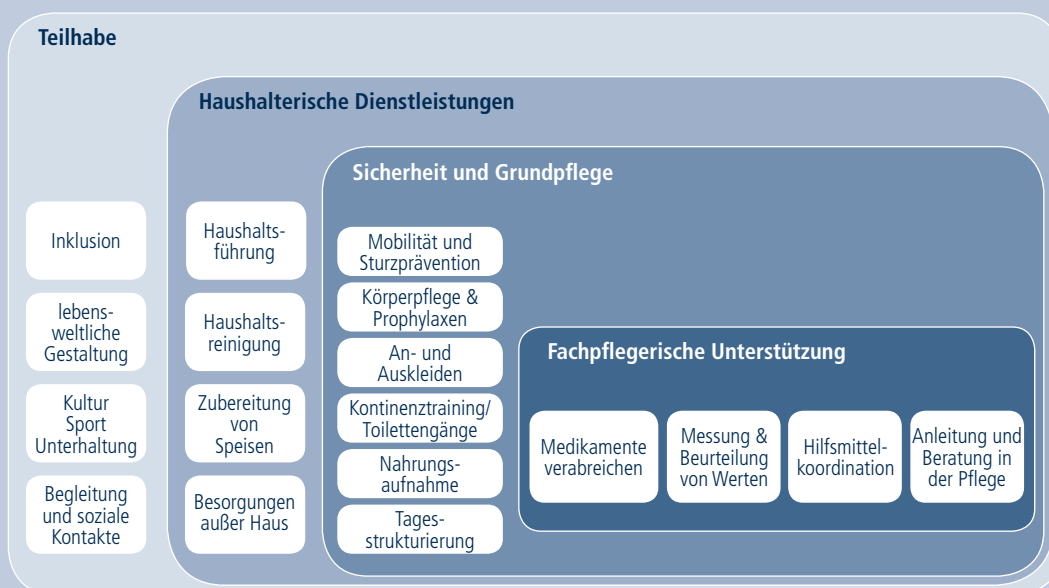 Teilhabe
Inklusion
lebens-
weltliche
Gestaltung
Kultur
Sport
Unterhaltung
Begleitung
und soziale
Kontakte
Haushalterische Dienstleistungen
Haushalts-
führung
Haushalts-
reinigung
Zubereitung
von
Speisen
Besorgungen
außer Haus
Sicherheit und Grundpflege
Mobilität und
Sturzprävention
Körperpflege &
Prophylaxen
An- und
Auskleiden
Kontinenztraining/
Toilettengänge
Nahrungs-
aufnahme
Tages-
strukturierung
Fachpflegerische Unterstützung
Medikamente
verabreichen
Messung &
Beurteilung
von Werten
Hilfsmittel-
koordination
Anleitung und
Beratung in
der Pflege